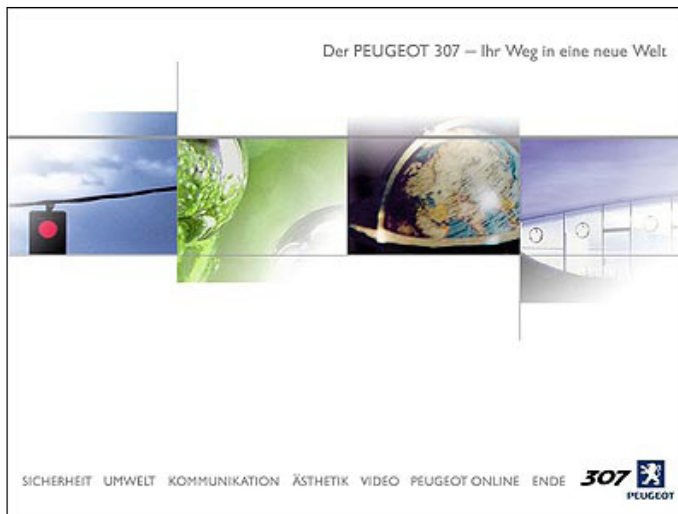 Der PEUGEOT 307 – Ihr Weg in eine neue Welt
SICHERHEIT UMWELT KOMMUNIKATION ÄSTHETIK VIDEO PEUGEOT ONLINE ENDE 307
PEUGEOT